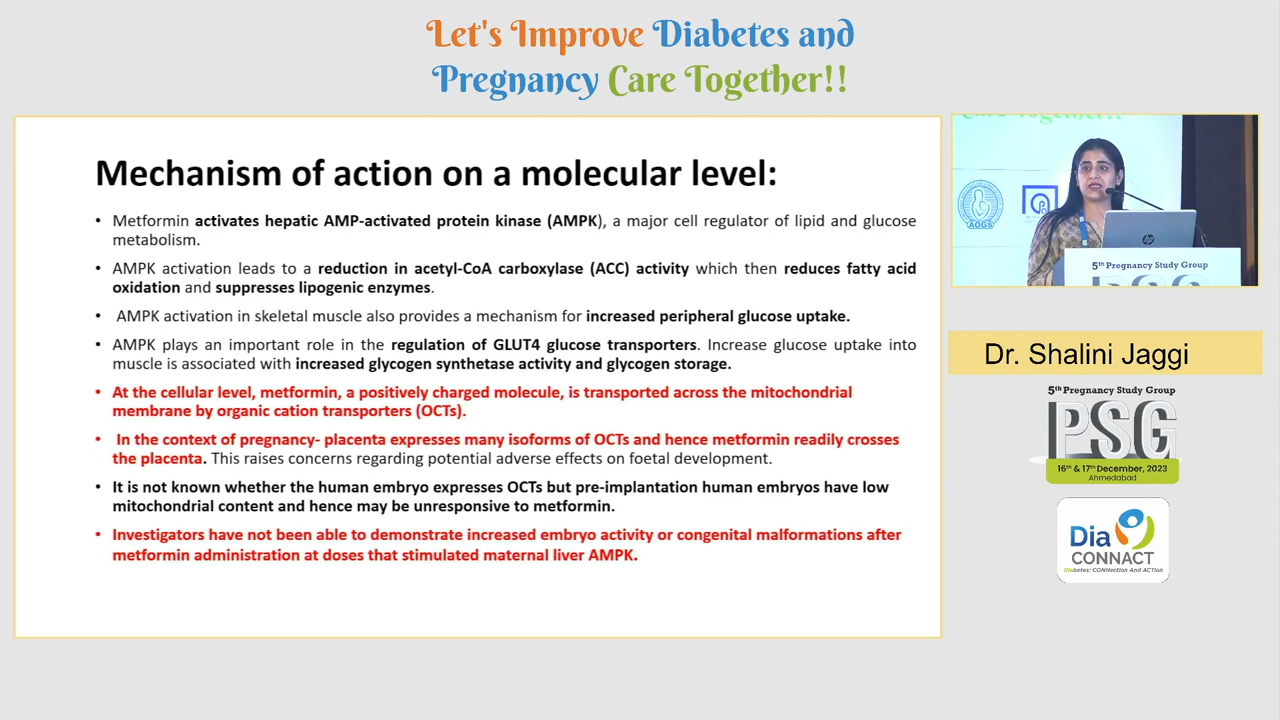 Let's Improve Diabetes and
Pregnancy Care Together!!
Mechanism of action on a molecular level:
• Metformin activates hepatic AMP-activated protein kinase (AMPK), a major cell regulator of lipid and glucose
metabolism.
• AMPK activation leads to a reduction in acetyl-CoA carboxylase (ACC) activity which then reduces fatty acid
oxidation and suppresses lipogenic enzymes.
• AMPK activation in skeletal muscle also provides a mechanism for increased peripheral glucose uptake.
• AMPK plays an important role in the regulation of GLUT4 glucose transporters. Increase glucose uptake into
muscle is associated with increased glycogen synthetase activity and glycogen storage.
• At the cellular level, metformin, a positively charged molecule, is transported across the mitochondrial
membrane by organic cation transporters (OCTs).
• In the context of pregnancy- placenta expresses many isoforms of OCTs and hence metformin readily crosses
the placenta. This raises concerns regarding potential adverse effects on foetal development.
• It is not known whether the human embryo expresses OCTs but pre-implantation human embryos have low
mitochondrial content and hence may be unresponsive to metformin.
• Investigators have not been able to demonstrate increased embryo activity or congenital malformations after
metformin administration at doses that stimulated maternal liver AMPK.
Care Together!!
AOGS
hp
5th Pregnancy Study Group
PSG
Dr. Shalini Jaggi
5th Pregnancy Study Group
PSG
16th & 17th December, 2023
Ahmedabad
Dia
CONNACT
Diabetes: CONNection And ACTion